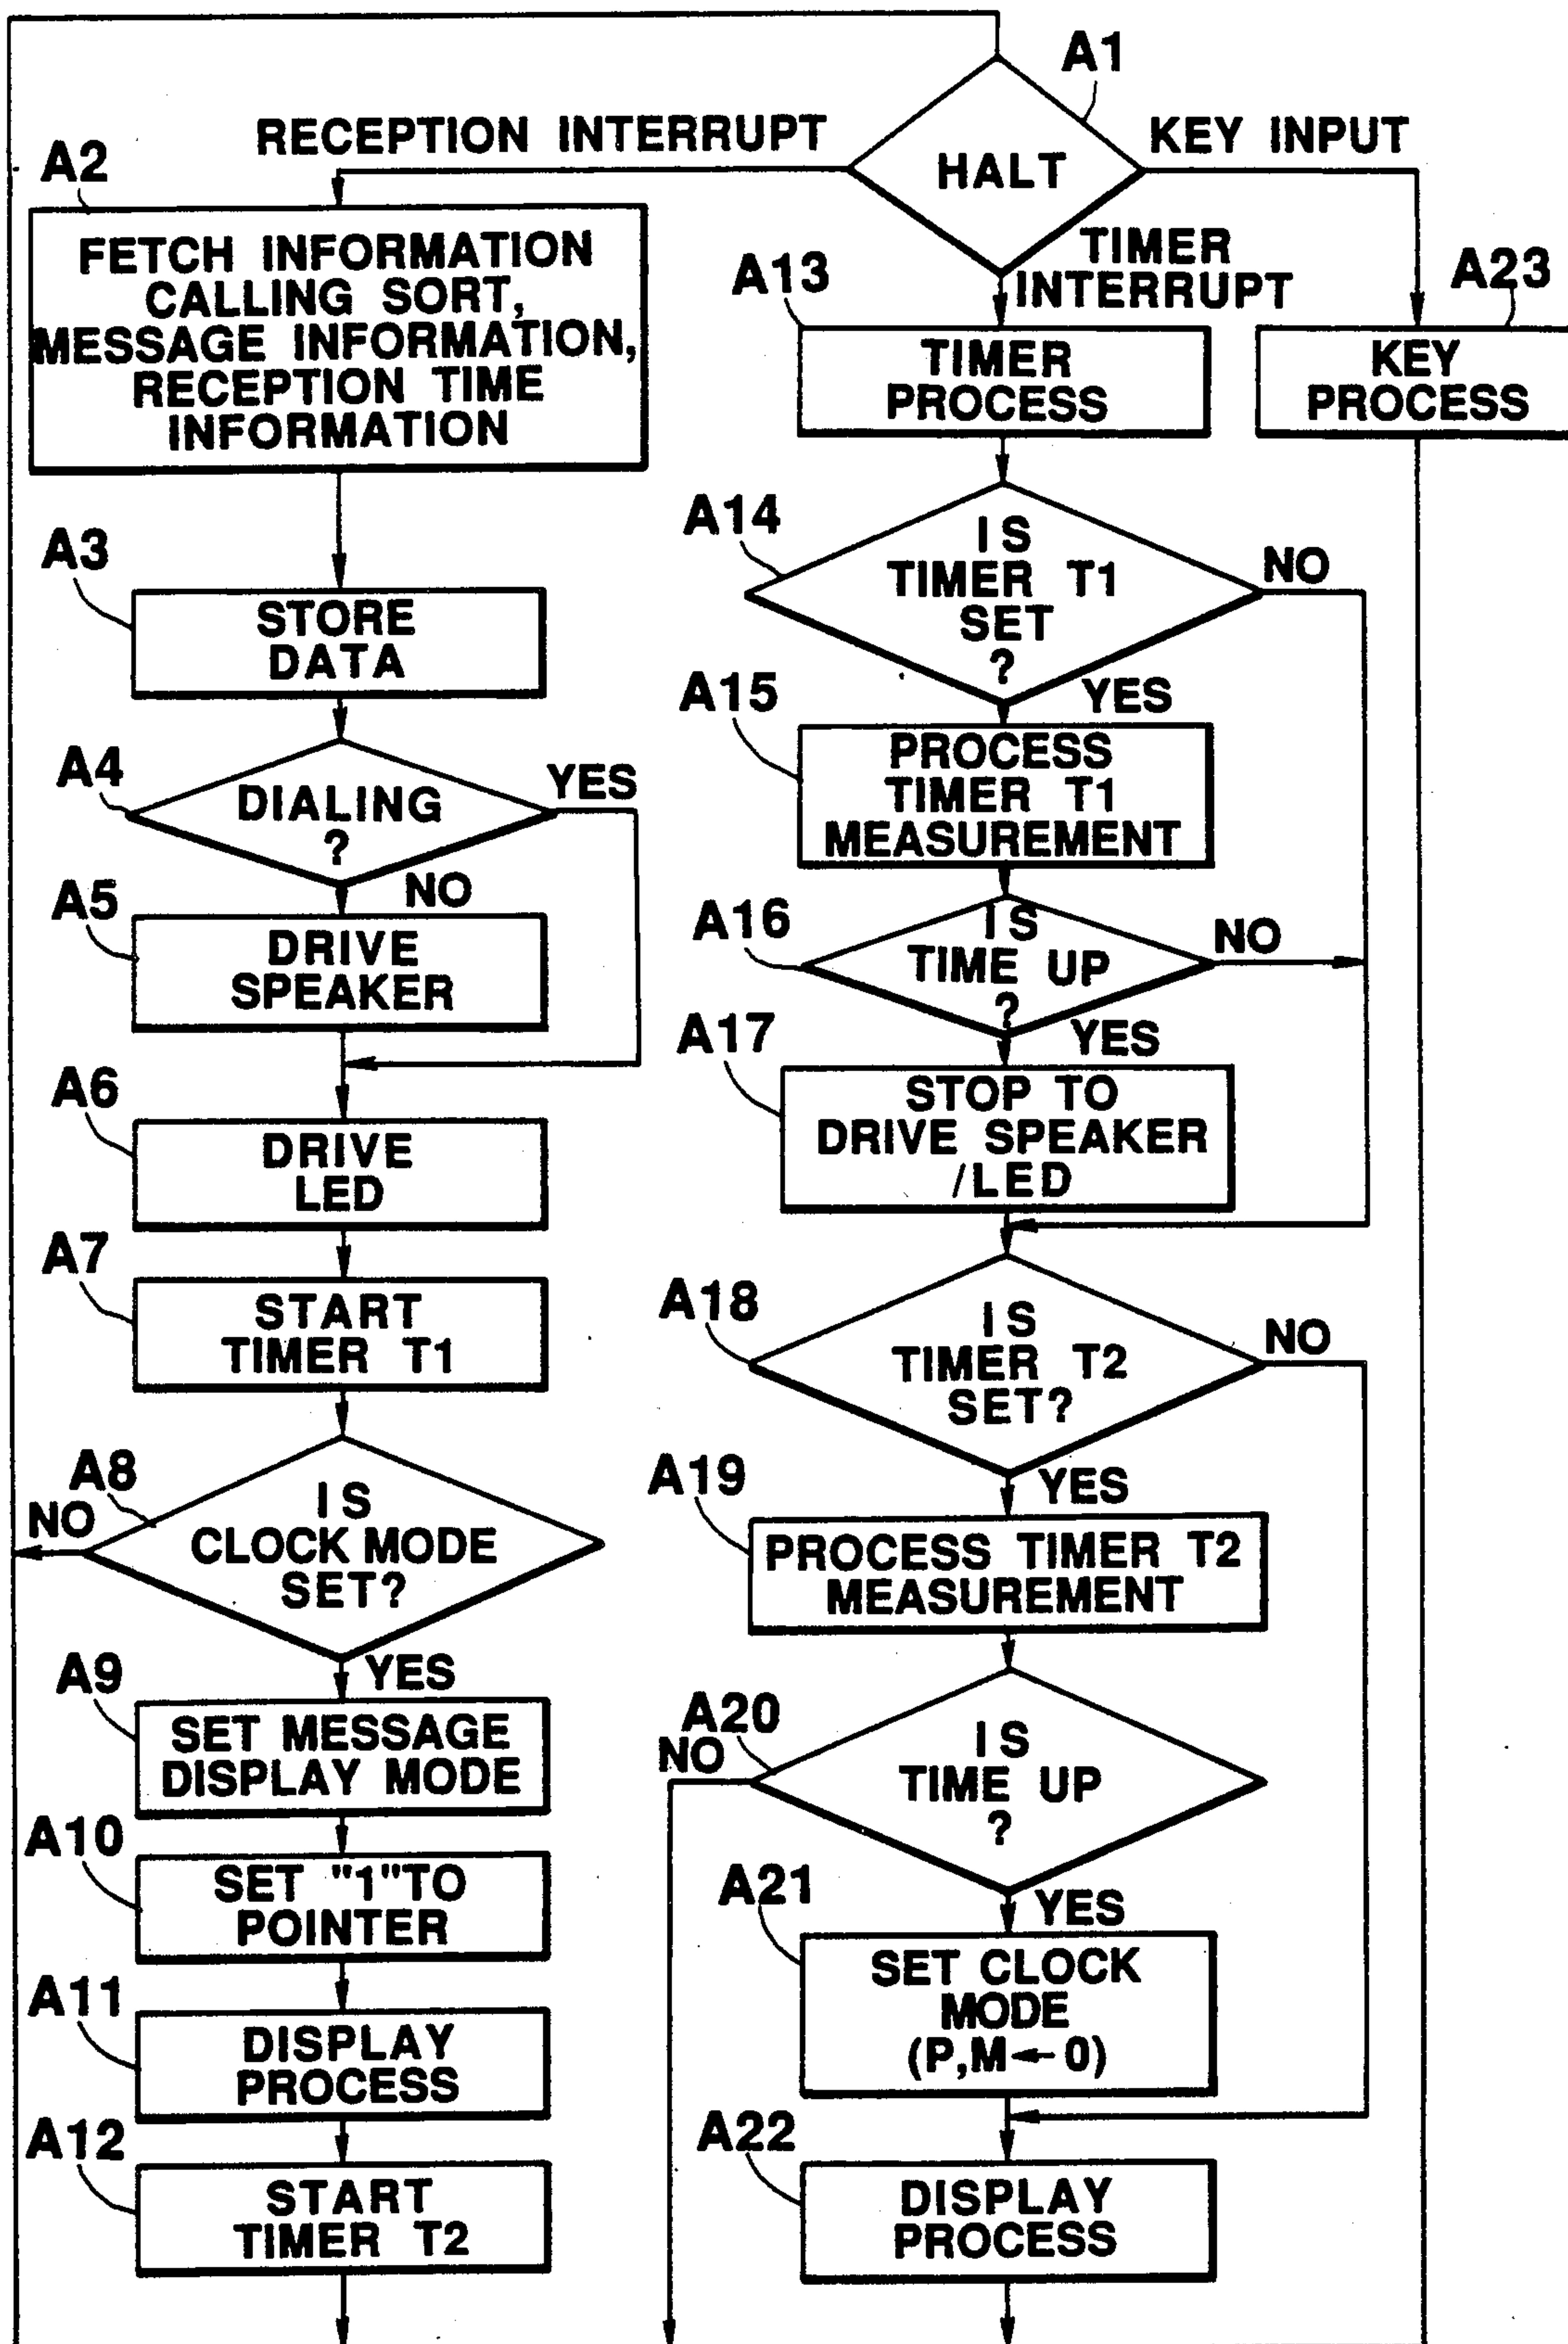 A1
RECEPTION INTERRUPT
KEY INPUT
HALT
TIMER
INTERRUPT
A2
FETCH INFORMATION
CALLING SORT,
MESSAGE INFORMATION,
RECEPTION TIME
INFORMATION
A3
STORE
DATA
A4
DIALING
?
YES
NO
A5
DRIVE
SPEAKER
A6
DRIVE
LED
A7
START
TIMER T1
A8
IS
CLOCK MODE
SET?
NO
YES
A9
SET MESSAGE
DISPLAY MODE
A10
SET "1"TO
POINTER
A11
DISPLAY
PROCESS
A12
START
TIMER T2
A13
TIMER
PROCESS
A14
IS
TIMER T1
SET
?
NO
YES
A15
PROCESS
TIMER T1
MEASUREMENT
A16
IS
TIME UP
?
NO
YES
A17
STOP TO
DRIVE SPEAKER
/LED
A18
IS
TIMER T2
SET?
NO
YES
A19
PROCESS TIMER T2
MEASUREMENT
A20
NO
IS
TIME UP
?
YES
A21
SET CLOCK
MODE
(P,M←0)
A22
DISPLAY
PROCESS
A23
KEY
PROCESS